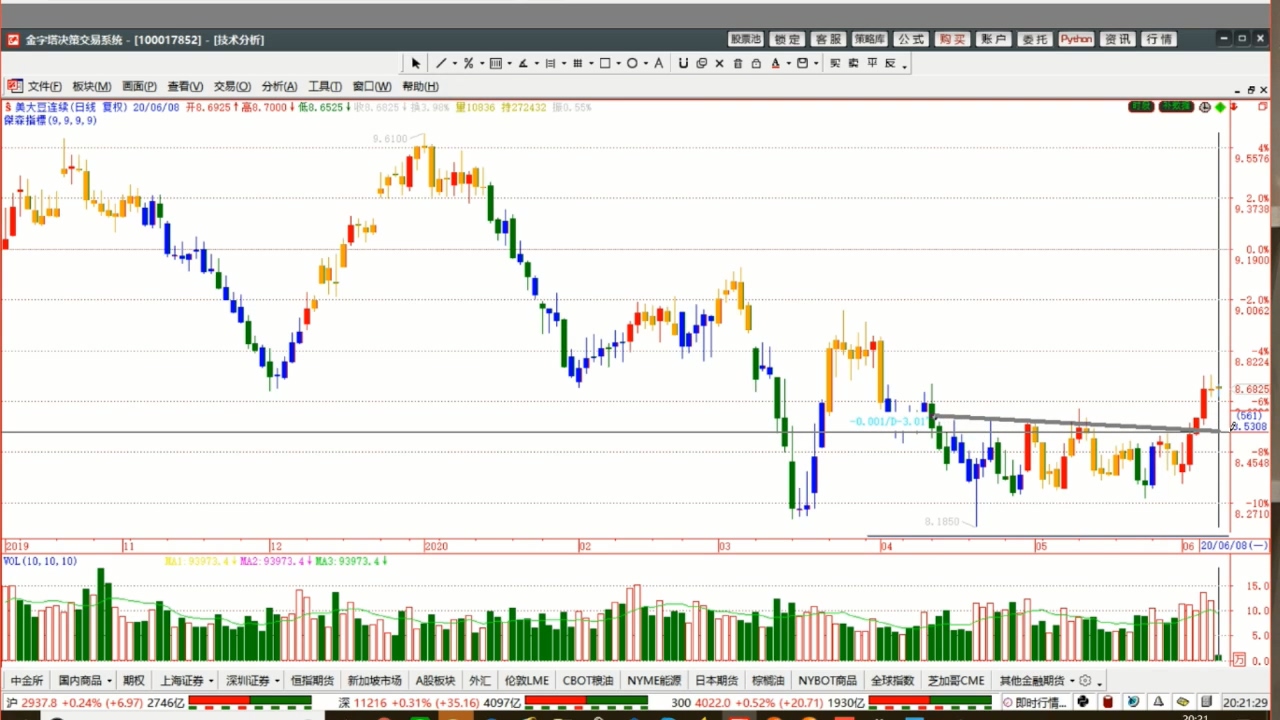 金字塔决策交易系统 - [100017852] - [技术分析]
股票池 锁定 客服 策略库 公式 购买 账户 委托 Python 资讯 行情
买 卖 平 反
文件(F) 板块(M) 画面(P) 查看(V) 交易(O) 分析(A) 工具(T) 窗口(W) 帮助(H)
美大豆连续(日线 复权) 20/06/08 开8.6925↑高8.7000↓低8.6525↓收8.6825↓换3.98% 量10836 持272432 振0.55%
傑森指標(9,9,9,9)
9.6100
4%
9.5576
2.0%
9.3738
0.0%
9.1900
-2.0%
9.0062
-4%
8.8224
8.6825
-6%
(561)
8.5308
-0.001/D-3.01
-8%
8.4548
-10%
8.2710
8.1850
2019 11 12 2020 02 03 04 05 06 20/06/08(一)
VOL(10,10,10) MA1:93973.4↓MA2:93973.4↓MA3:93973.4↓
15.0
10.0
5.0
万 0.0
中金所 国内商品 期权 上海证券 深圳证券 恒指期货 新加坡市场 A股板块 外汇 伦敦LME CBOT粮油 NYME能源 日本期货 棕榈油 NYBOT商品 全球指数 芝加哥CME 其他金融期货
沪 2937.8 +0.24% (+6.97) 2746亿 深 11216 +0.31% (+35.16) 4097亿 300 4022.0 +0.52% (+20.71) 1930亿 即时行情... 20:21:29
20:21